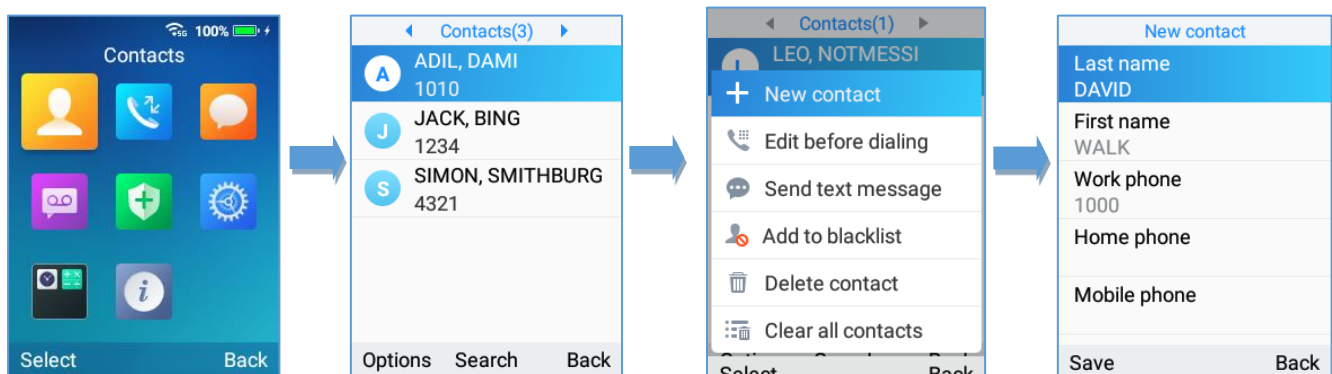 5G 100%
Contacts
Select Back
Contacts(3)
A
ADIL, DAMI
1010
J
JACK, BING
1234
S
SIMON, SMITHBURG
4321
Options Search Back
Contacts(1)
LEO, NOTMESSI
New contact
Edit before dialing
Send text message
Add to blacklist
Delete contact
Clear all contacts
Select Back
New contact
Last name
DAVID
First name
WALK
Work phone
1000
Home phone
Mobile phone
Save Back